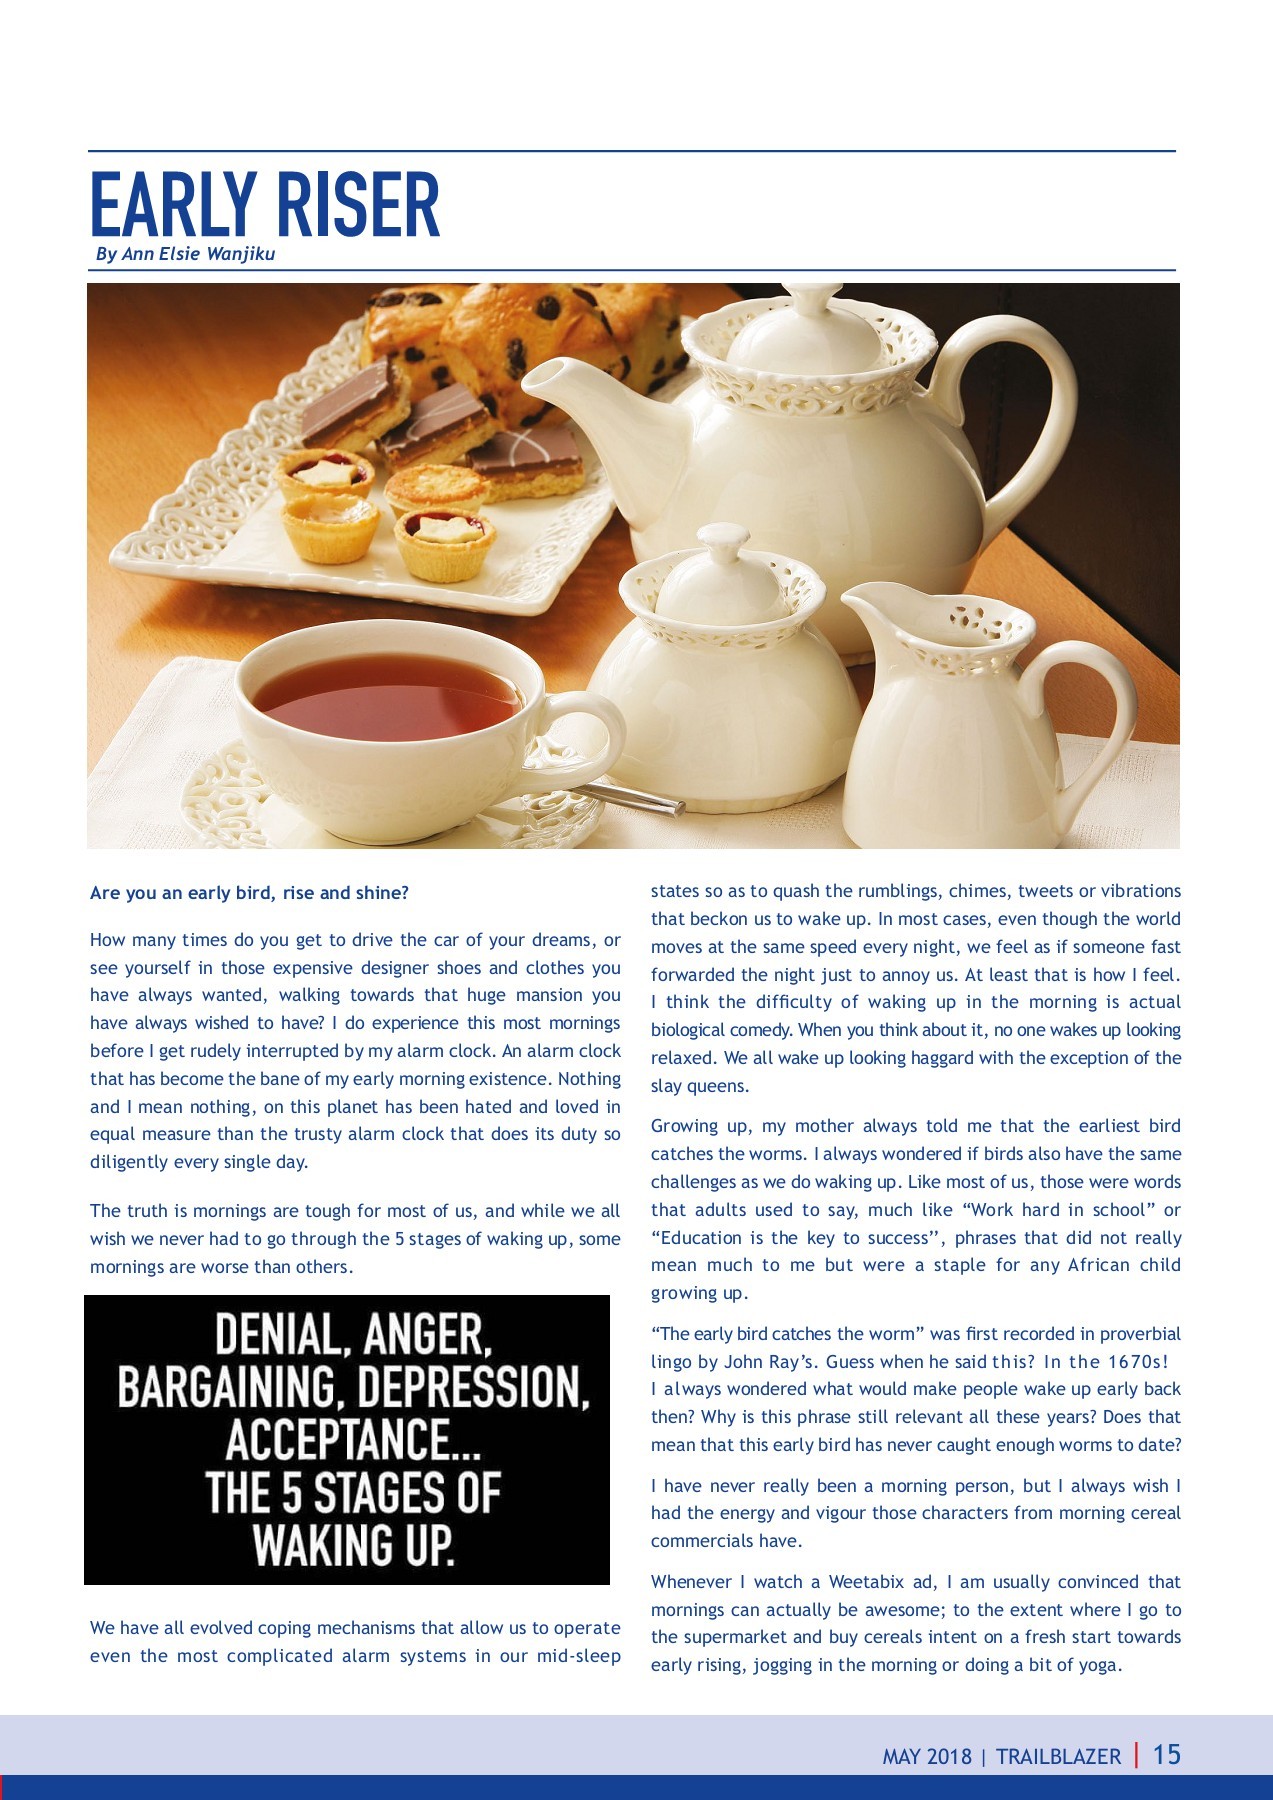 EARLY RISER
By Ann Elsie Wanjiku
Are you an early bird, rise and shine?
How many times do you get to drive the car of your dreams, or
see yourself in those expensive designer shoes and clothes you
have always wanted, walking towards that huge mansion you
have always wished to have? I do experience this most mornings
before I get rudely interrupted by my alarm clock. An alarm clock
that has become the bane of my early morning existence. Nothing
and I mean nothing, on this planet has been hated and loved in
equal measure than the trusty alarm clock that does its duty so
diligently every single day.
The truth is mornings are tough for most of us, and while we all
wish we never had to go through the 5 stages of waking up, some
mornings are worse than others.
DENIAL, ANGER,
BARGAINING, DEPRESSION,
ACCEPTANCE...
THE 5 STAGES OF
WAKING UP.
We have all evolved coping mechanisms that allow us to operate
even the most complicated alarm systems in our mid-sleep
states so as to quash the rumblings, chimes, tweets or vibrations
that beckon us to wake up. In most cases, even though the world
moves at the same speed every night, we feel as if someone fast
forwarded the night just to annoy us. At least that is how I feel.
I think the difficulty of waking up in the morning is actual
biological comedy. When you think about it, no one wakes up looking
relaxed. We all wake up looking haggard with the exception of the
slay queens.
Growing up, my mother always told me that the earliest bird
catches the worms. I always wondered if birds also have the same
challenges as we do waking up. Like most of us, those were words
that adults used to say, much like “Work hard in school” or
“Education is the key to success’’, phrases that did not really
mean much to me but were a staple for any African child
growing up.
“The early bird catches the worm” was first recorded in proverbial
lingo by John Ray’s. Guess when he said this? In the 1670s!
I always wondered what would make people wake up early back
then? Why is this phrase still relevant all these years? Does that
mean that this early bird has never caught enough worms to date?
I have never really been a morning person, but I always wish I
had the energy and vigour those characters from morning cereal
commercials have.
Whenever I watch a Weetabix ad, I am usually convinced that
mornings can actually be awesome; to the extent where I go to
the supermarket and buy cereals intent on a fresh start towards
early rising, jogging in the morning or doing a bit of yoga.
MAY 2018 | TRAILBLAZER | 15